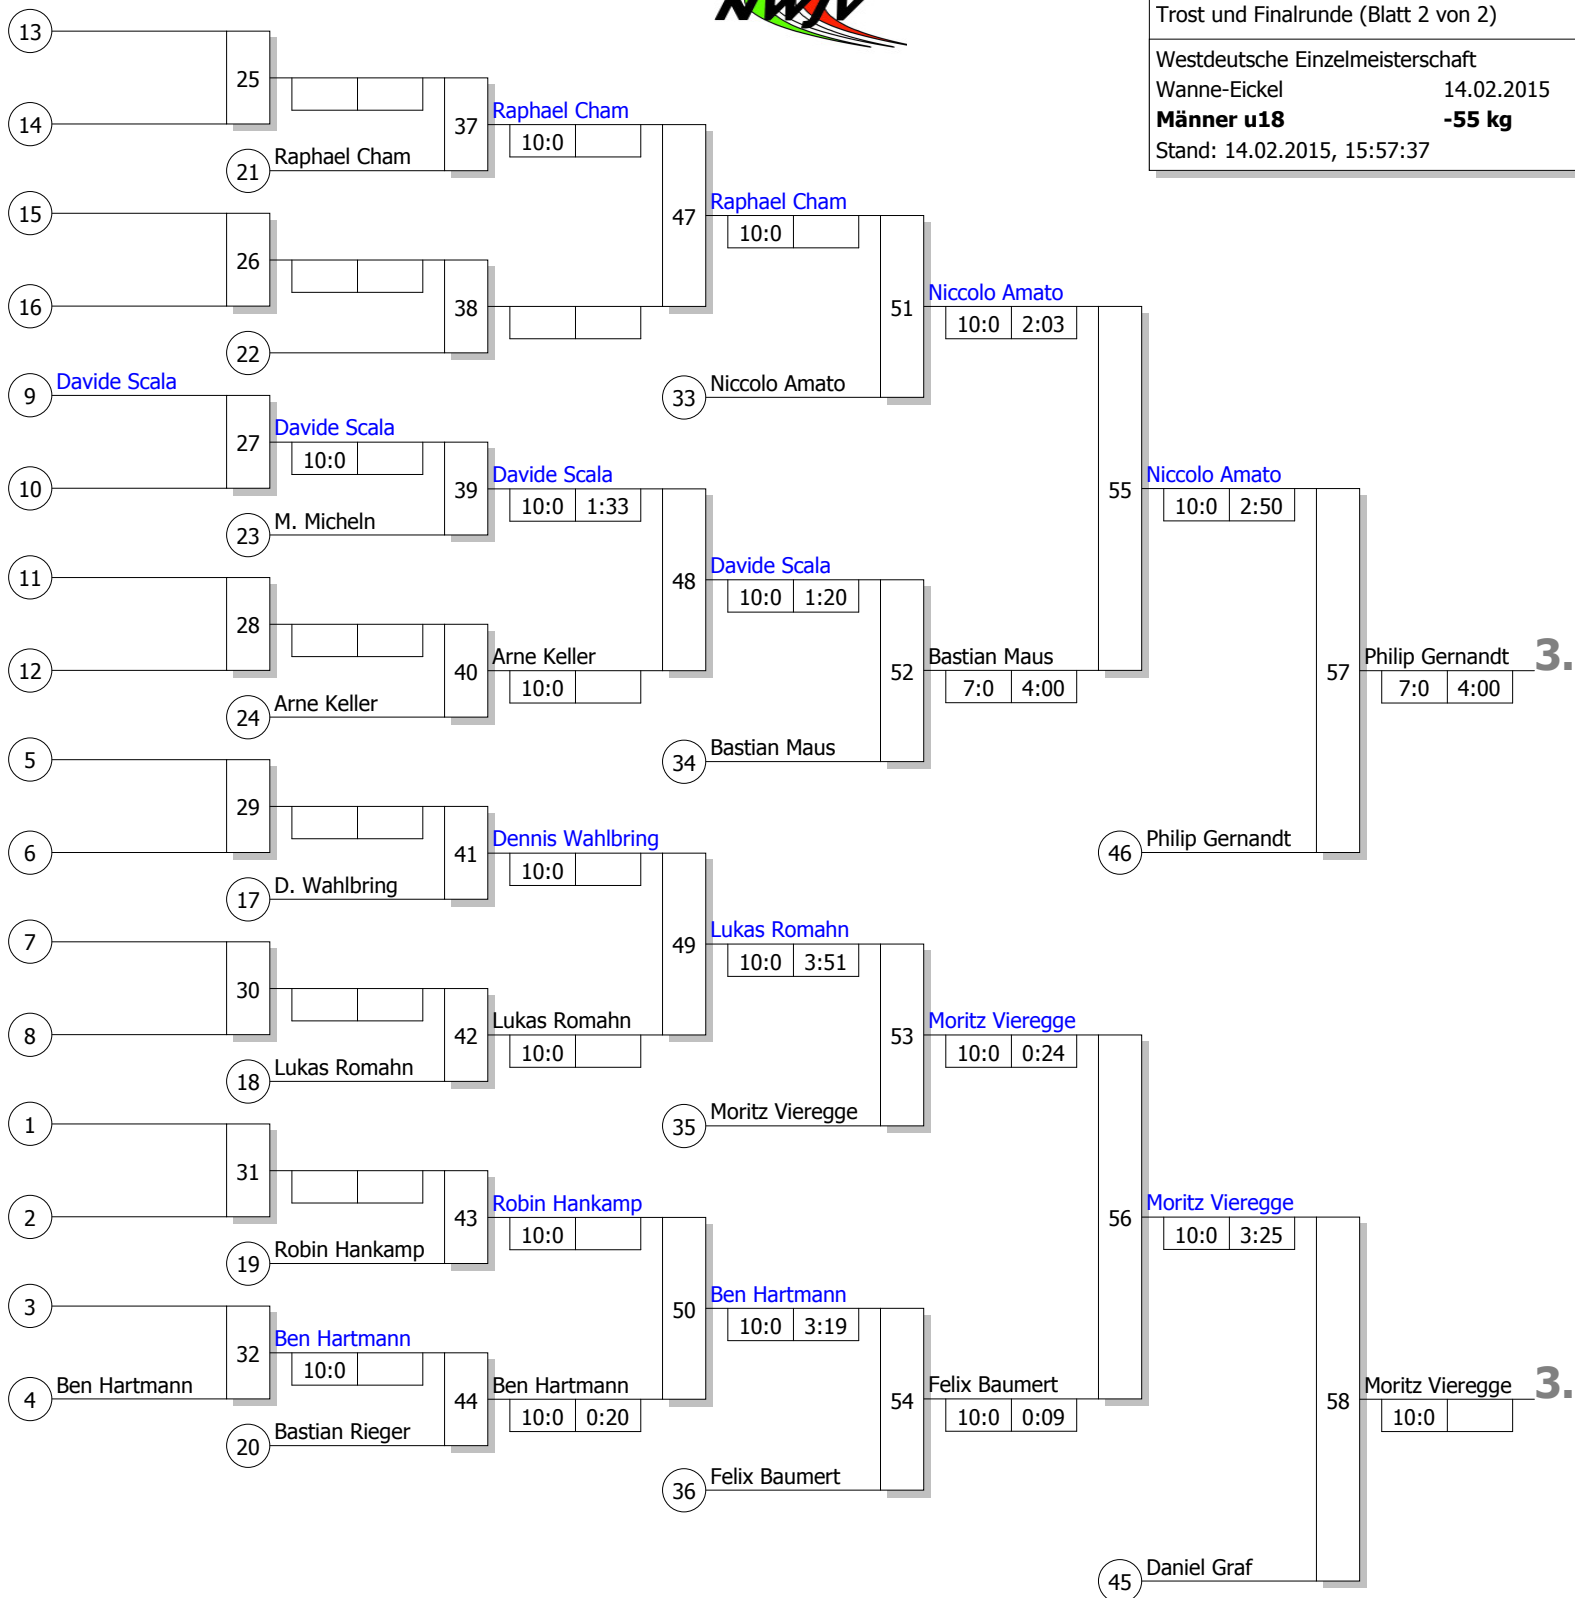 NWJV
Trost und Finalrunde (Blatt 2 von 2)
Westdeutsche Einzelmeisterschaft
Wanne-Eickel 14.02.2015
Männer u18 -55 kg
Stand: 14.02.2015, 15:57:37
13
25
14
37
Raphael Cham
10:0
21
Raphael Cham
15
47
Raphael Cham
10:0
26
16
38
51
Niccolo Amato
10:0 2:03
22
9
Davide Scala
33
Niccolo Amato
27
Davide Scala
10:0
10
39
Davide Scala
10:0 1:33
55
Niccolo Amato
10:0 2:50
23
M. Micheln
11
48
Davide Scala
10:0 1:20
28
12
40
Arne Keller
10:0
52
Bastian Maus
7:0 4:00
57
Philip Gernandt
3.
7:0 4:00
24
Arne Keller
5
34
Bastian Maus
29
6
41
Dennis Wahlbring
10:0
46
Philip Gernandt
17
D. Wahlbring
7
49
Lukas Romahn
10:0 3:51
30
8
42
Lukas Romahn
10:0
53
Moritz Vieregge
10:0 0:24
18
Lukas Romahn
1
35
Moritz Vieregge
31
2
43
Robin Hankamp
10:0
56
Moritz Vieregge
10:0 3:25
19
Robin Hankamp
3
50
Ben Hartmann
10:0 3:19
32
Ben Hartmann
10:0
4
Ben Hartmann
44
Ben Hartmann
10:0 0:20
54
Felix Baumert
10:0 0:09
58
Moritz Vieregge
3.
10:0
20
Bastian Rieger
36
Felix Baumert
45
Daniel Graf